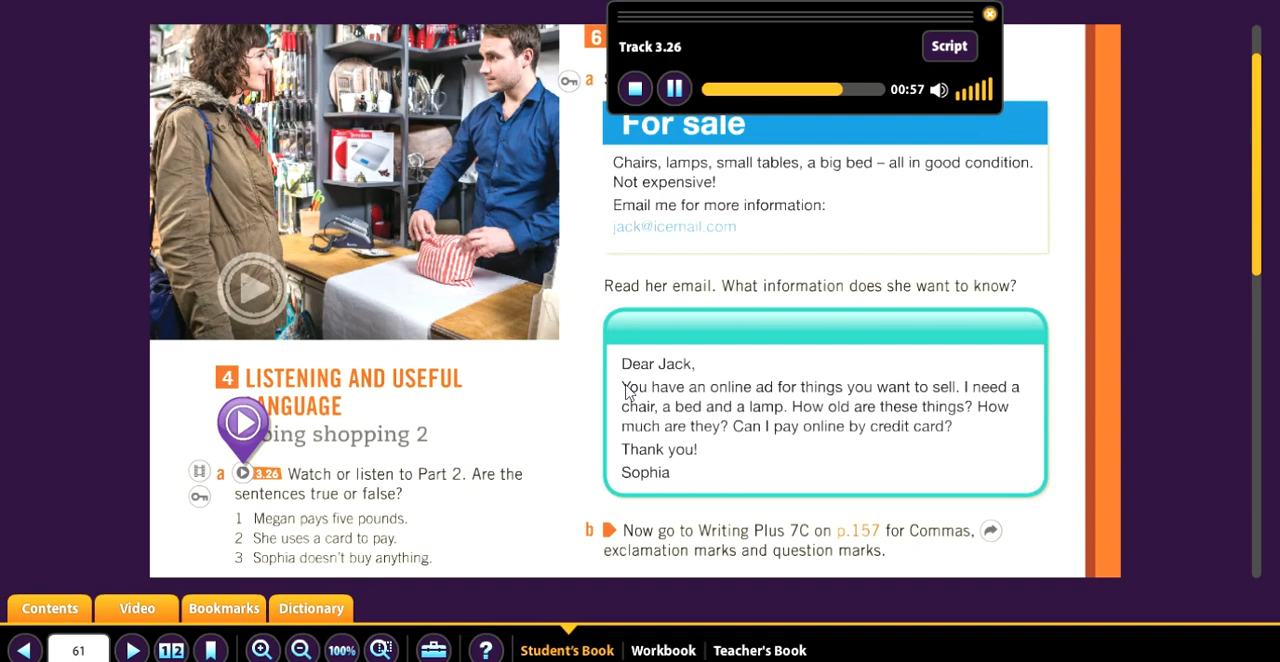 Track 3.26
Script
00:57
6
a
For sale
Chairs, lamps, small tables, a big bed – all in good condition.
Not expensive!
Email me for more information:
jack@icemail.com
Read her email. What information does she want to know?
Dear Jack,
You have an online ad for things you want to sell. I need a
chair, a bed and a lamp. How old are these things? How
much are they? Can I pay online by credit card?
Thank you!
Sophia
b Now go to Writing Plus 7C on p.157 for Commas,
exclamation marks and question marks.
4 LISTENING AND USEFUL
ANGUAGE
oing shopping 2
a 3.26 Watch or listen to Part 2. Are the
sentences true or false?
1 Megan pays five pounds.
2 She uses a card to pay.
3 Sophia doesn't buy anything.
Contents Video Bookmarks Dictionary
61 12 100% ? Student's Book Workbook Teacher's Book